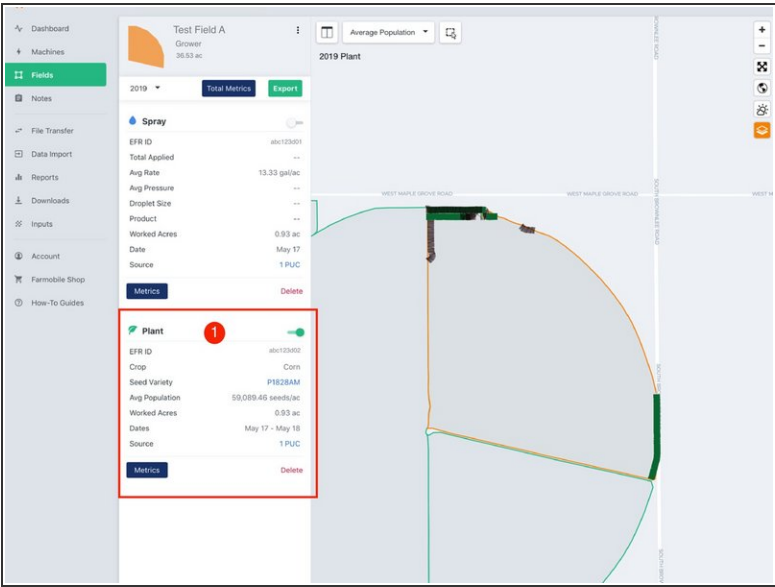 Dashboard
Machines
Fields
Notes
File Transfer
Data Import
Reports
Downloads
Inputs
Account
Farmobile Shop
How-To Guides
Test Field A
Grower
36.53 ac
2019
Total Metrics
Export
Spray
EFR ID abc123d01
Total Applied --
Avg Rate 13.33 gal/ac
Avg Pressure --
Droplet Size --
Product --
Worked Acres 0.93 ac
Date May 17
Source 1 PUC
Metrics Delete
Plant 1
EFR ID abc123d02
Crop Corn
Seed Variety P1828AM
Avg Population 59,089.46 seeds/ac
Worked Acres 0.93 ac
Dates May 17 - May 18
Source 1 PUC
Metrics Delete
Average Population
2019 Plant
WEST MAPLE GROVE ROAD
WEST MAPLE GROVE ROAD
WEST M
SOUTH BROWNLEE ROAD